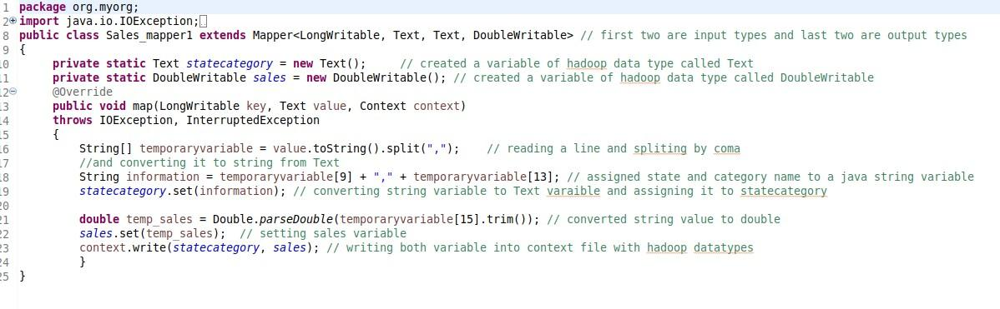 1 package org.myorg;
2 import java.io.IOException;
8 public class Sales_mapper1 extends Mapper<LongWritable, Text, Text, DoubleWritable> // first two are input types and last two are output types
9 {
10 private static Text statecategory = new Text(); // created a variable of hadoop data type called Text
11 private static DoubleWritable sales = new DoubleWritable(); // created a variable of hadoop data type called DoubleWritable
12 @Override
13 public void map(LongWritable key, Text value, Context context)
14 throws IOException, InterruptedException
15 {
16 String[] temporaryvariable = value.toString().split(","); // reading a line and spliting by coma
17 //and converting it to string from Text
18 String information = temporaryvariable[9] + "," + temporaryvariable[13]; // assigned state and category name to a java string variable
19 statecategory.set(information); // converting string variable to Text varaible and assigning it to statecategory
20
21 double temp_sales = Double.parseDouble(temporaryvariable[15].trim()); // converted string value to double
22 sales.set(temp_sales); // setting sales variable
23 context.write(statecategory, sales); // writing both variable into context file with hadoop datatypes
24 }
25 }